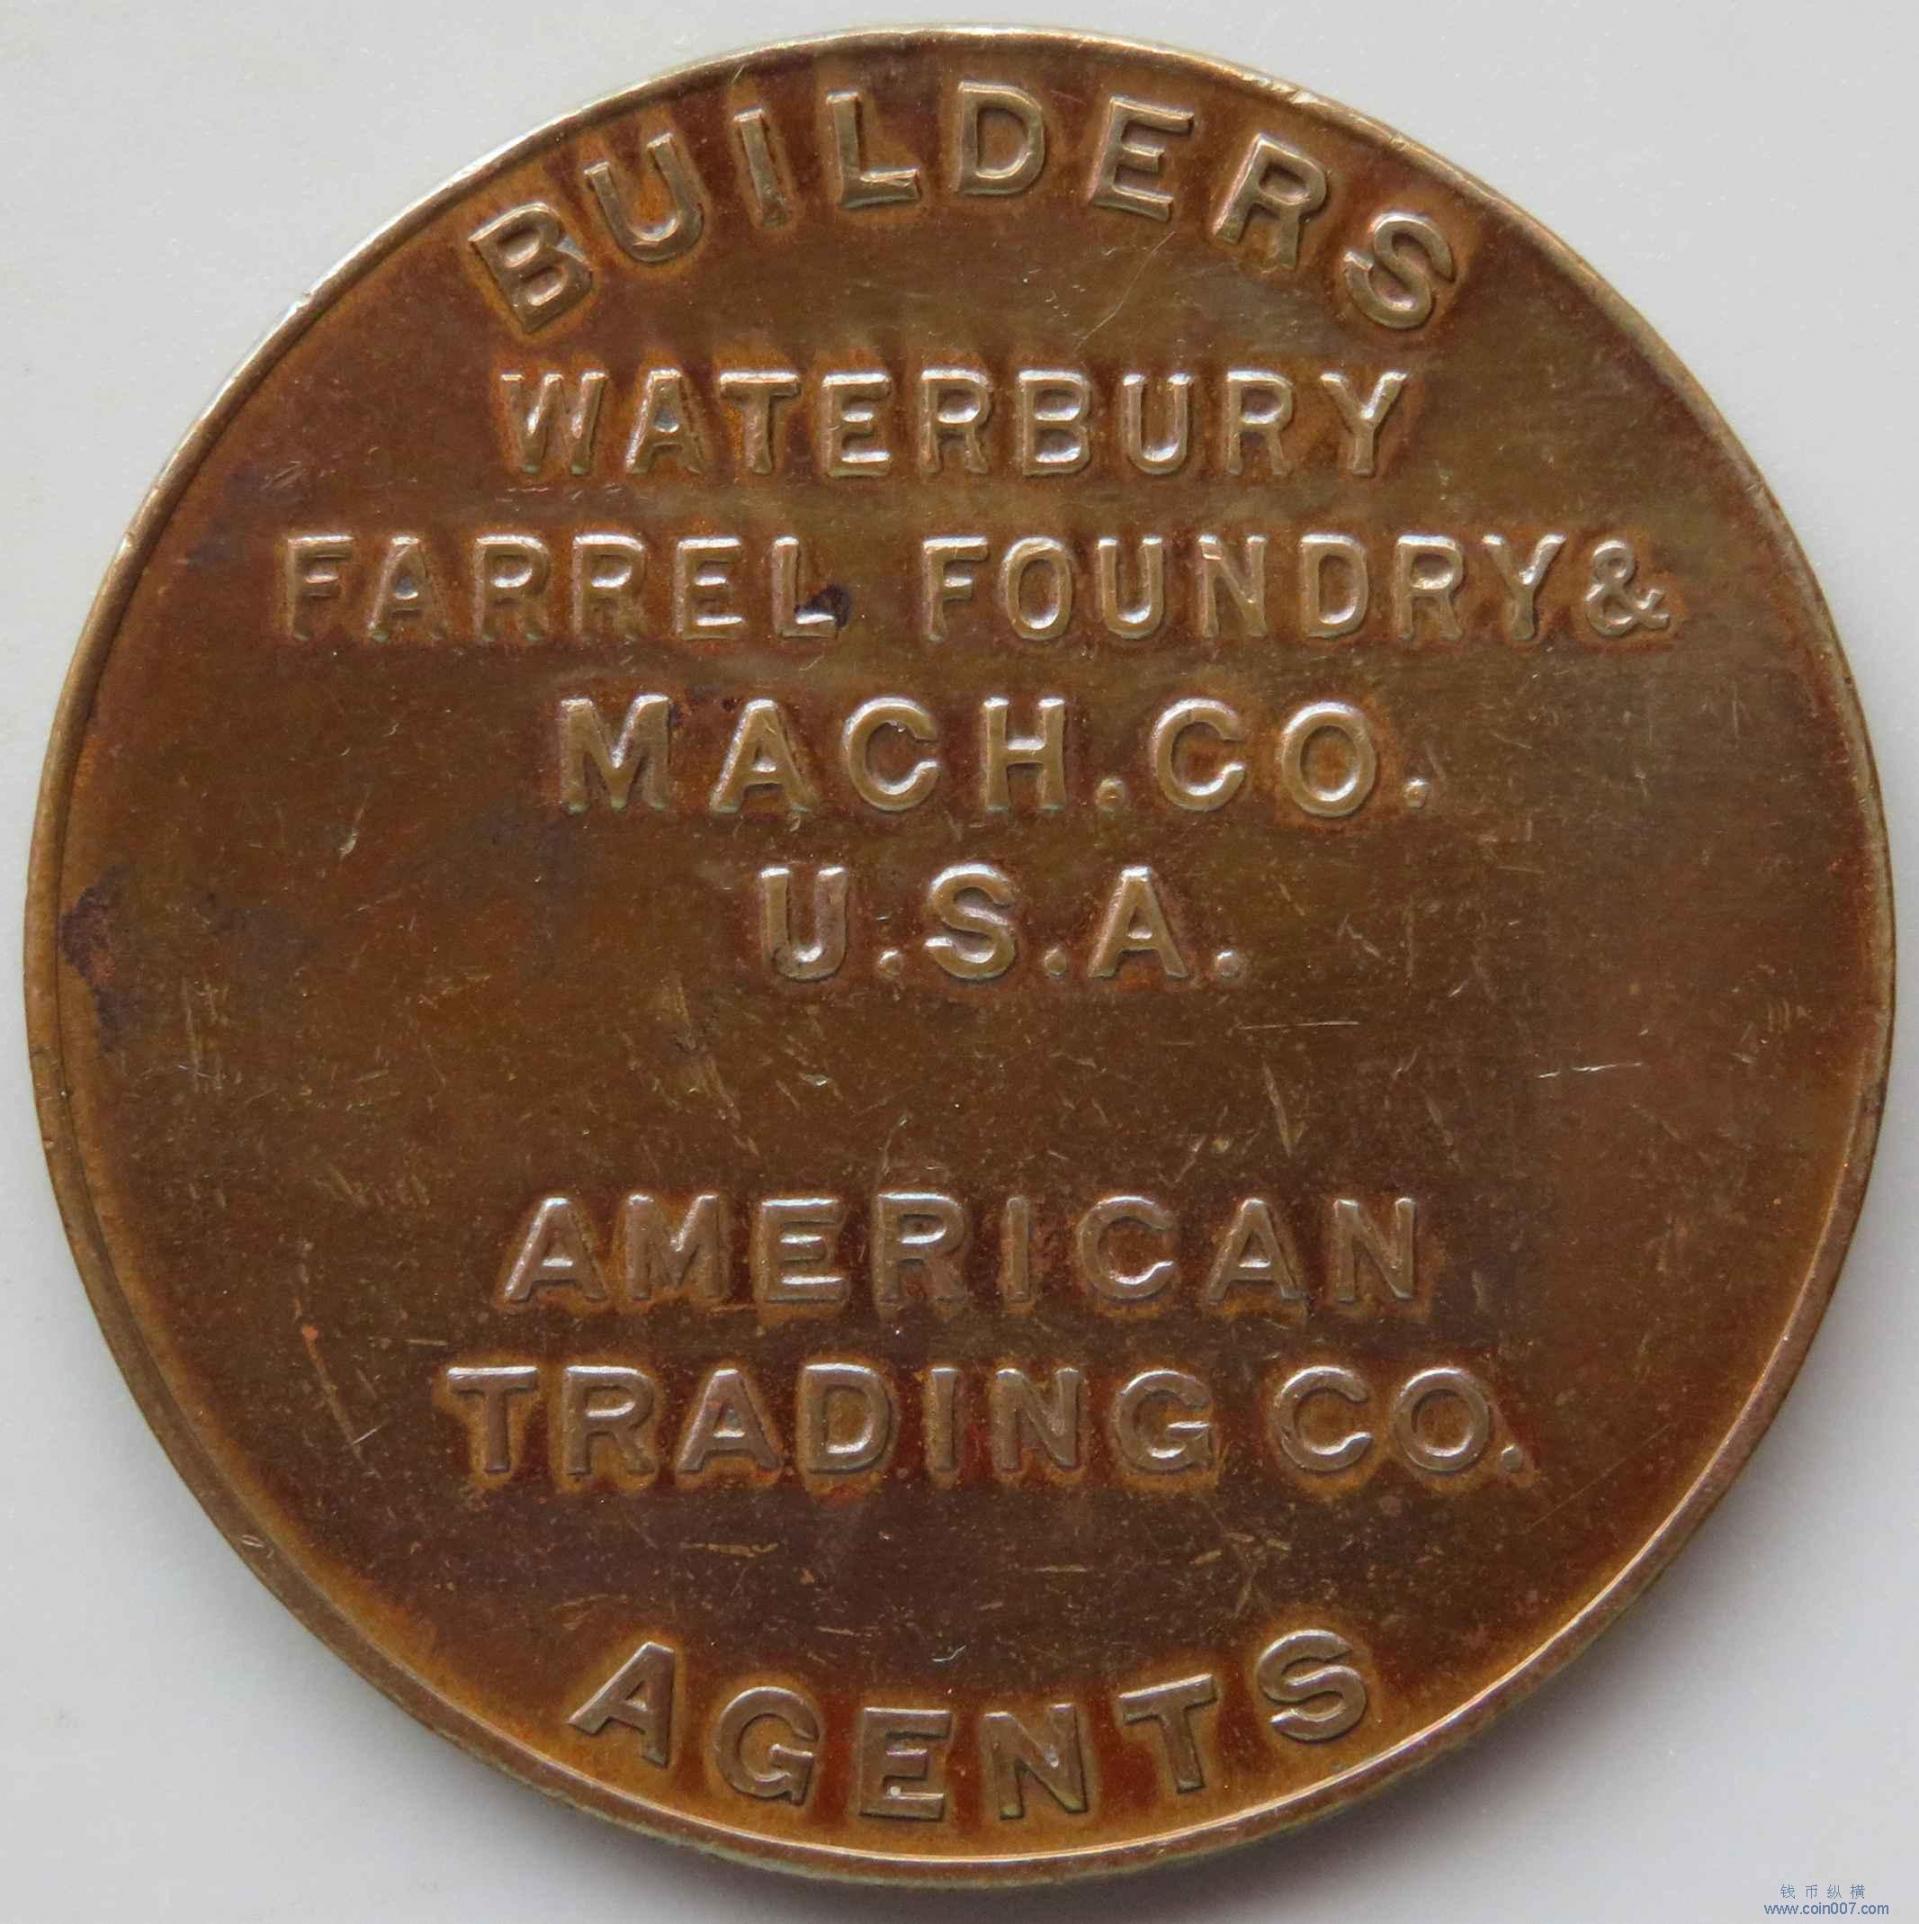 BUILDERS
WATERBURY
FARREL FOUNDRY &
MACH. CO.
U.S.A.
AMERICAN
TRADING CO.
AGENTS
钱币纵横
www.coin007.com